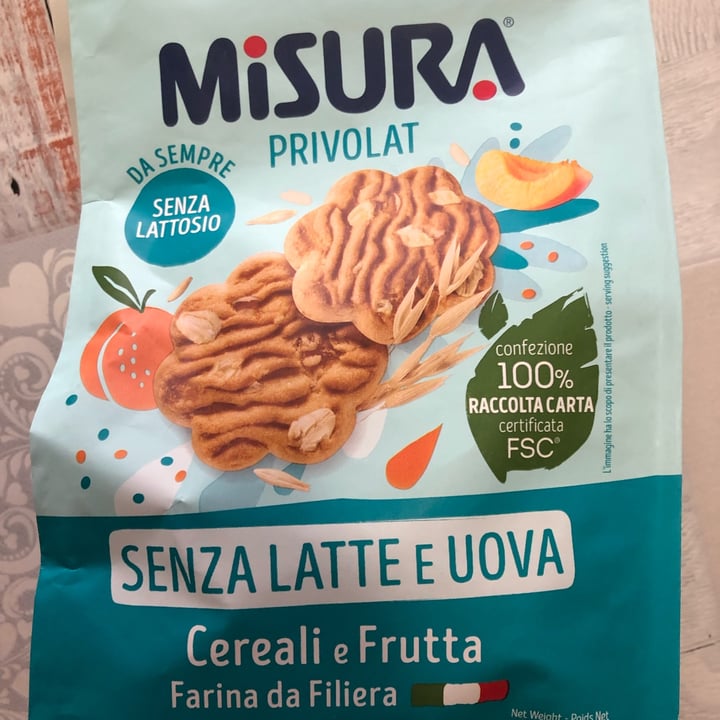 MiSURA®
PRIVOLAT
DA SEMPRE
SENZA
LATTOSIO
confezione
100%
RACCOLTA CARTA
certificata
FSC®
L'immagine ha lo scopo di presentare il prodotto - serving suggestion
SENZA LATTE E UOVA
Cereali e Frutta
Farina da Filiera
Net Weight - Poids Net